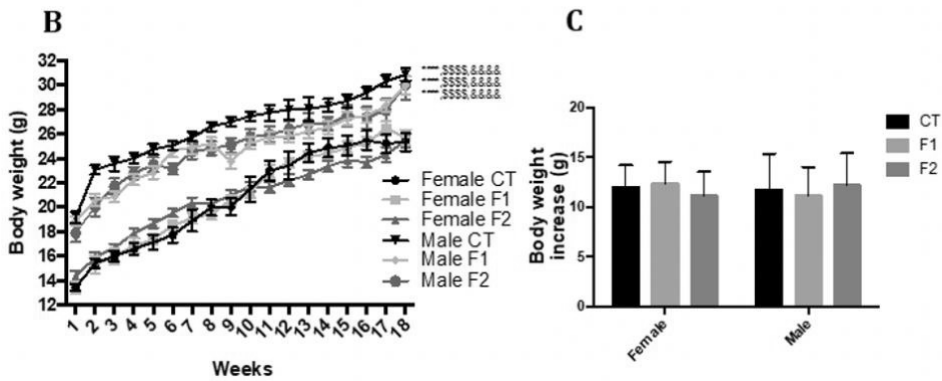 B
Body weight (g)
32
30
28
26
24
22
20
18
16
14
12
1
2
3
4
5
6
7
8
9
10
11
12
13
14
15
16
17
18
Weeks
$$$$,&&&&
$$$$,&&&&
$$$$,&&&&
Female CT
Female F1
Female F2
Male CT
Male F1
Male F2
C
Body weight
increase (g)
20
15
10
5
0
Female
Male
CT
F1
F2